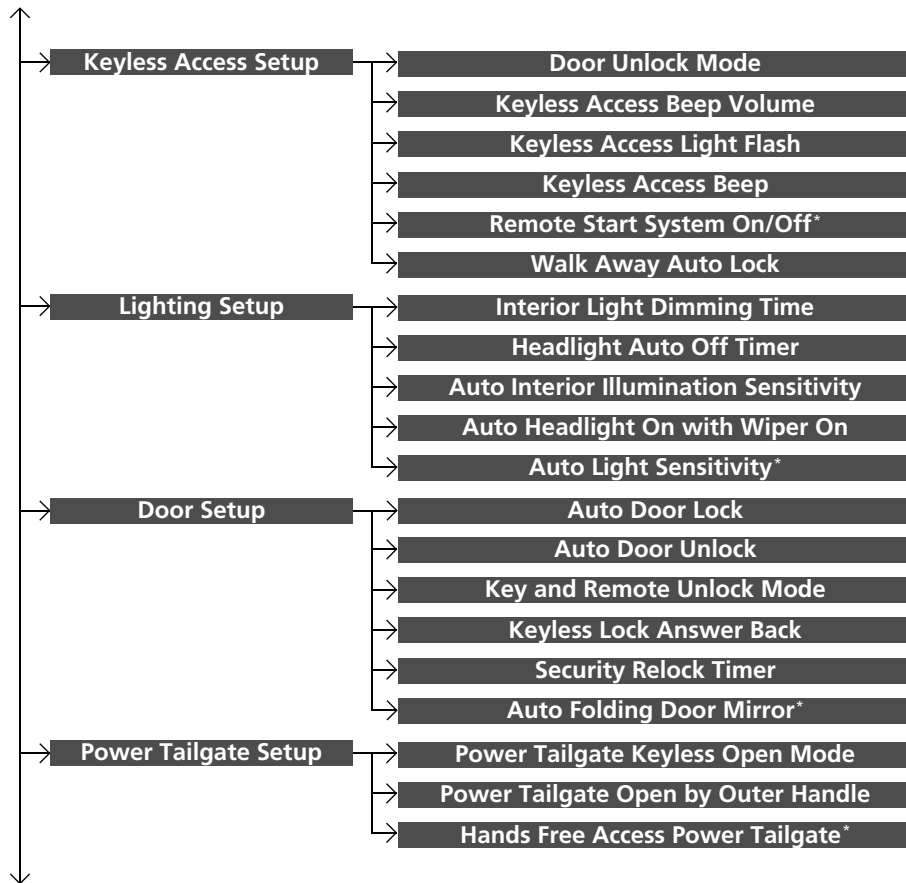 Keyless Access Setup
Door Unlock Mode
Keyless Access Beep Volume
Keyless Access Light Flash
Keyless Access Beep
Remote Start System On/Off*
Walk Away Auto Lock
Lighting Setup
Interior Light Dimming Time
Headlight Auto Off Timer
Auto Interior Illumination Sensitivity
Auto Headlight On with Wiper On
Auto Light Sensitivity*
Door Setup
Auto Door Lock
Auto Door Unlock
Key and Remote Unlock Mode
Keyless Lock Answer Back
Security Relock Timer
Auto Folding Door Mirror*
Power Tailgate Setup
Power Tailgate Keyless Open Mode
Power Tailgate Open by Outer Handle
Hands Free Access Power Tailgate*